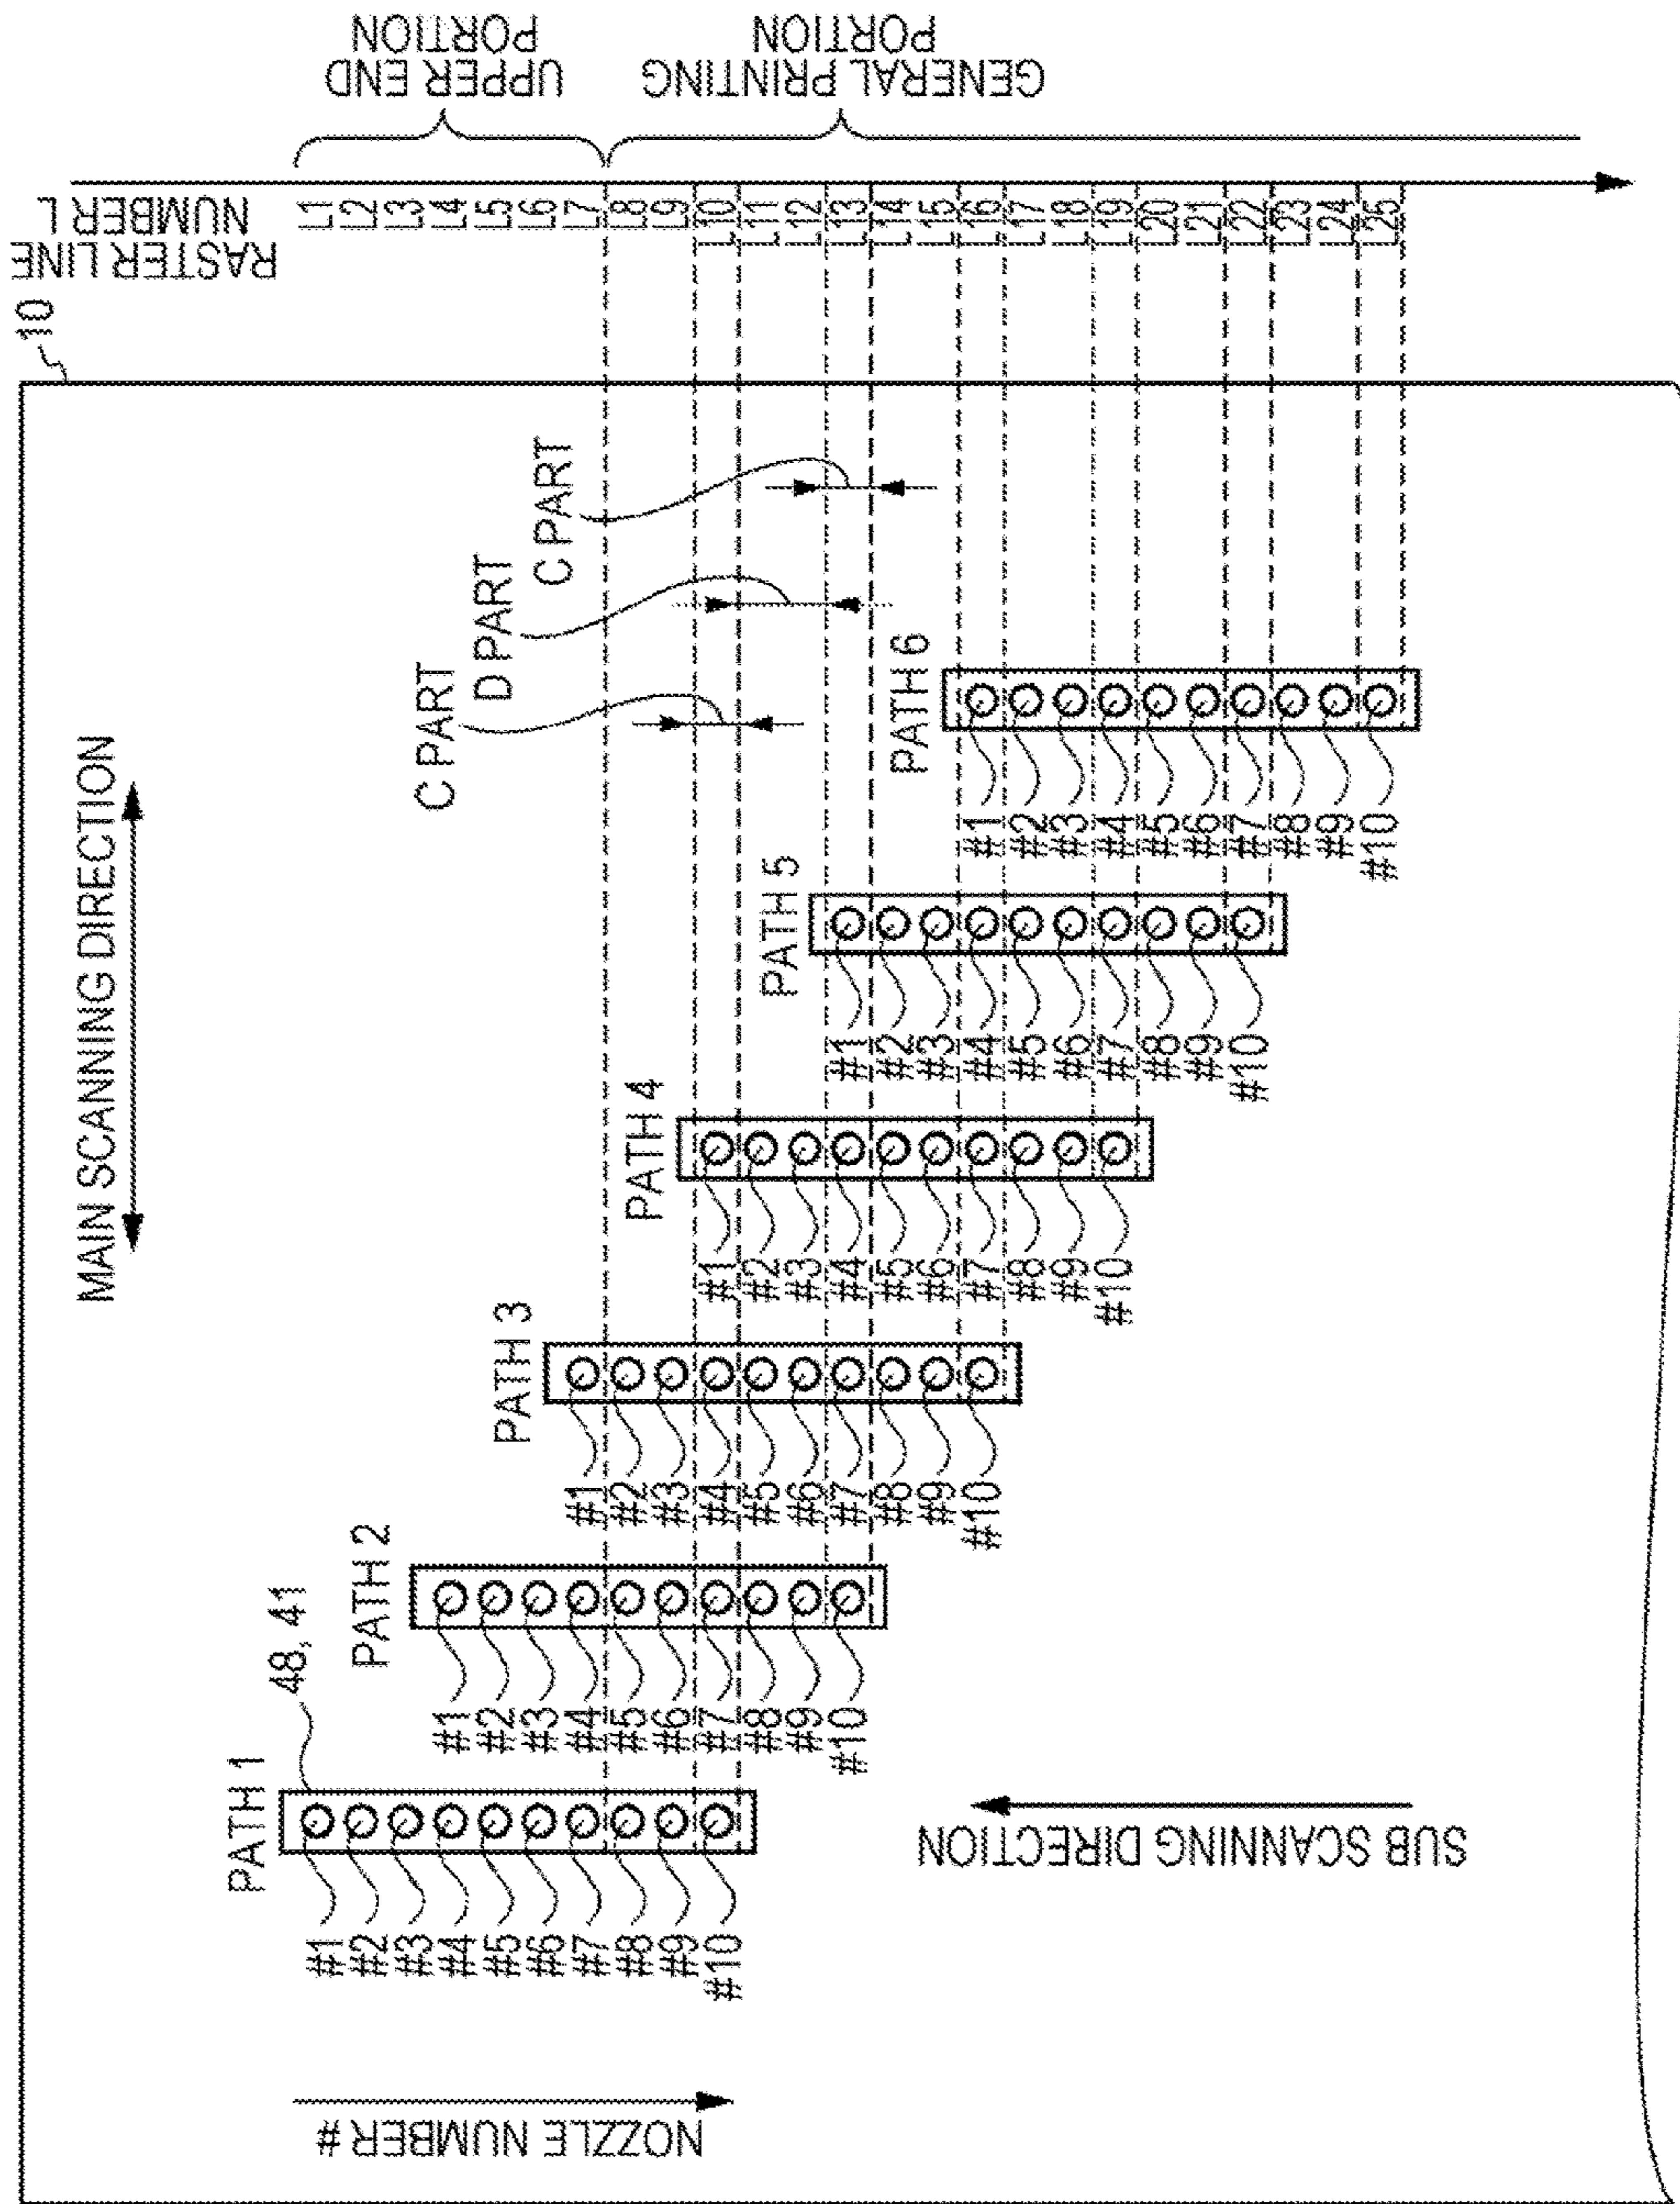 MAIN SCANNING DIRECTION
10
RASTER LINE
NUMBER L
NOZZLE NUMBER #
SUB SCANNING DIRECTION
48, 41
PATH 1
#1
#2
#3
#4
#5
#6
#7
#8
#9
#10
PATH 2
#1
#2
#3
#4
#5
#6
#7
#8
#9
#10
PATH 3
#1
#2
#3
#4
#5
#6
#7
#8
#9
#10
PATH 4
#1
#2
#3
#4
#5
#6
#7
#8
#9
#10
PATH 5
#1
#2
#3
#4
#5
#6
#7
#8
#9
#10
PATH 6
#1
#2
#3
#4
#5
#6
#7
#8
#9
#10
C PART
D PART
C PART
L1
L2
L3
L4
L5
L6
L7
L8
L9
L10
L11
L12
L13
L14
L15
L16
L17
L18
L19
L20
L21
L22
L23
L24
L25
UPPER END
PORTION
GENERAL PRINTING
PORTION